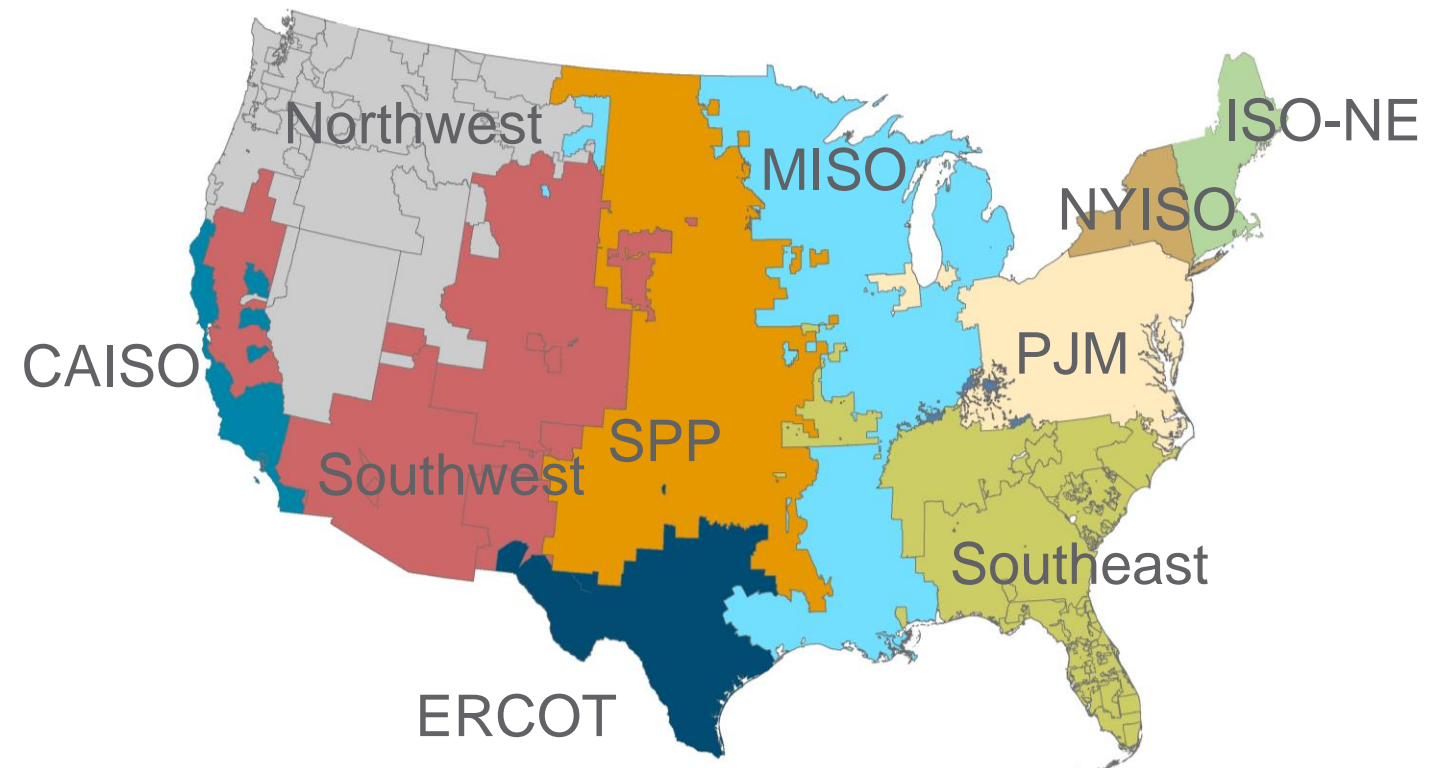 Northwest
ISO-NE
MISO
NYISO
CAISO
PJM
SPP
Southwest
Southeast
ERCOT